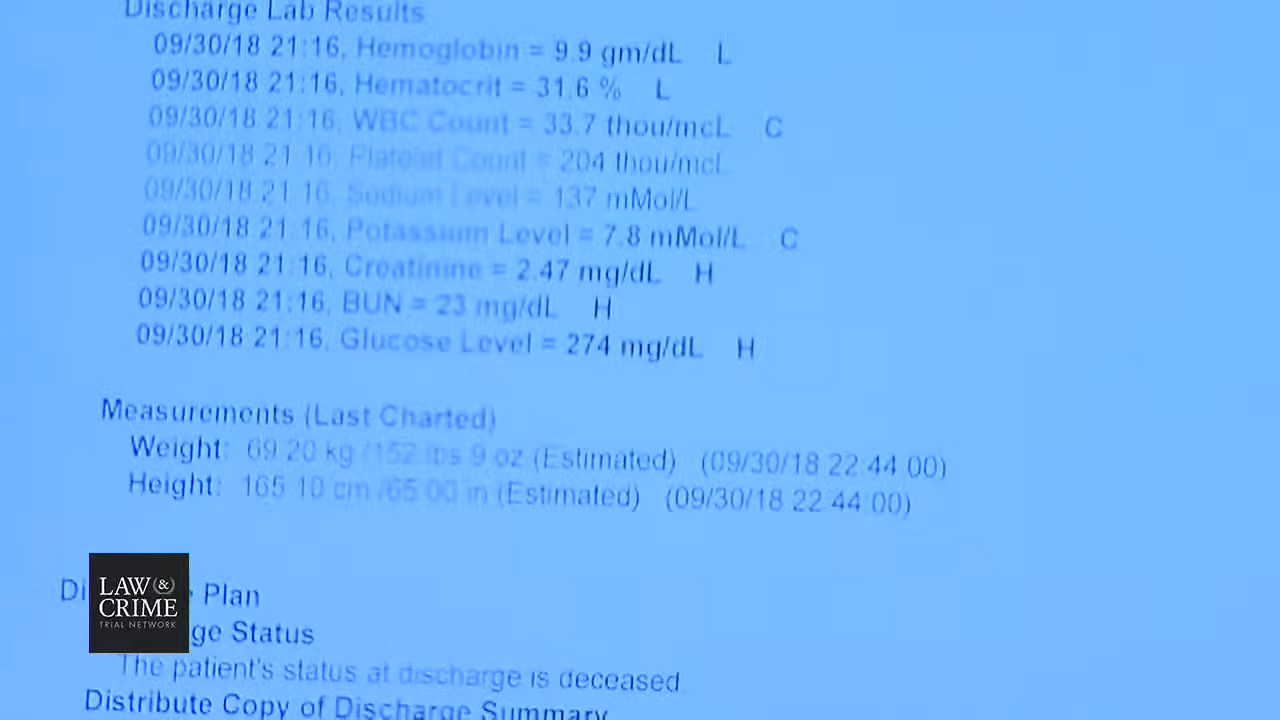 Discharge Lab Results
09/30/18 21:16, Hemoglobin = 9.9 gm/dL L
09/30/18 21:16, Hematocrit = 31.6 % L
09/30/18 21:16, WBC Count = 33.7 thou/mcL C
09/30/18 21:16, Platelet Count = 204 thou/mcL
09/30/18 21:16, Sodium Level = 137 mMol/L
09/30/18 21:16, Potassium Level = 7.8 mMol/L C
09/30/18 21:16, Creatinine = 2.47 mg/dL H
09/30/18 21:16, BUN = 23 mg/dL H
09/30/18 21:16, Glucose Level = 274 mg/dL H
Measurements (Last Charted)
Weight: 69.20 kg /152 lbs 9 oz (Estimated) (09/30/18 22:44:00)
Height: 165.10 cm /65.00 in (Estimated) (09/30/18 22:44:00)
Plan
Status
The patient's status at discharge is deceased
Distribute Copy of Discharge Summary
LAW &
CRIME
TRIAL NETWORK